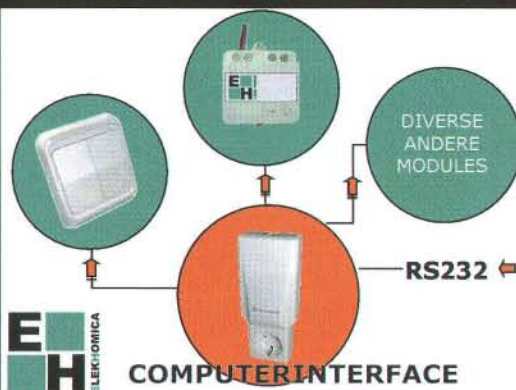 E
H
DIVERSE
ANDERE
MODULES
RS232
E
H
ELEKHOMICA
COMPUTERINTERFACE